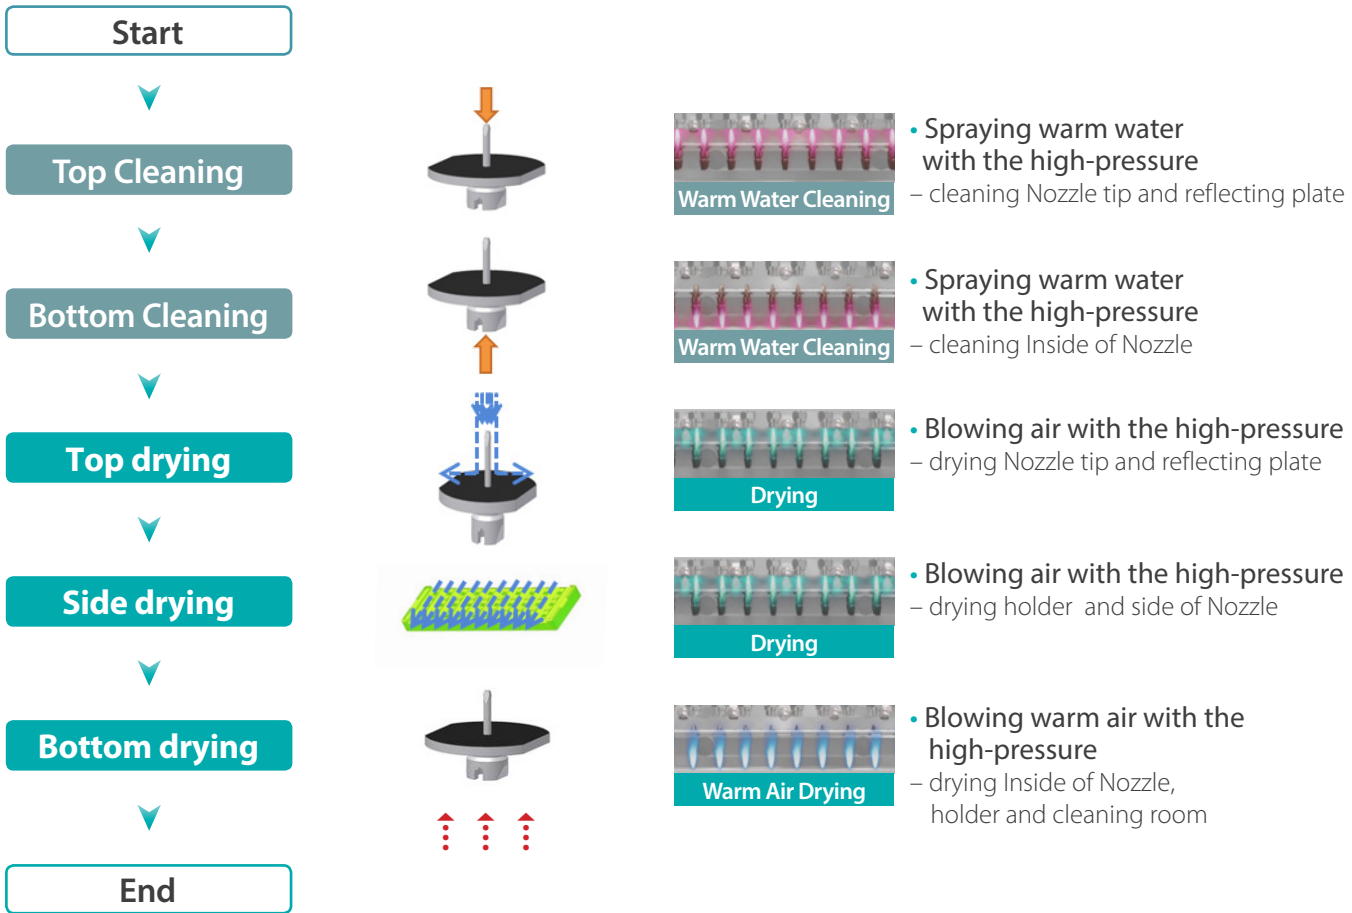 Start
Top Cleaning
Warm Water Cleaning
• Spraying warm water
with the high-pressure
– cleaning Nozzle tip and reflecting plate
Bottom Cleaning
Warm Water Cleaning
• Spraying warm water
with the high-pressure
– cleaning Inside of Nozzle
Top drying
Drying
• Blowing air with the high-pressure
– drying Nozzle tip and reflecting plate
Side drying
Drying
• Blowing air with the high-pressure
– drying holder and side of Nozzle
Bottom drying
Warm Air Drying
• Blowing warm air with the
high-pressure
– drying Inside of Nozzle,
holder and cleaning room
End